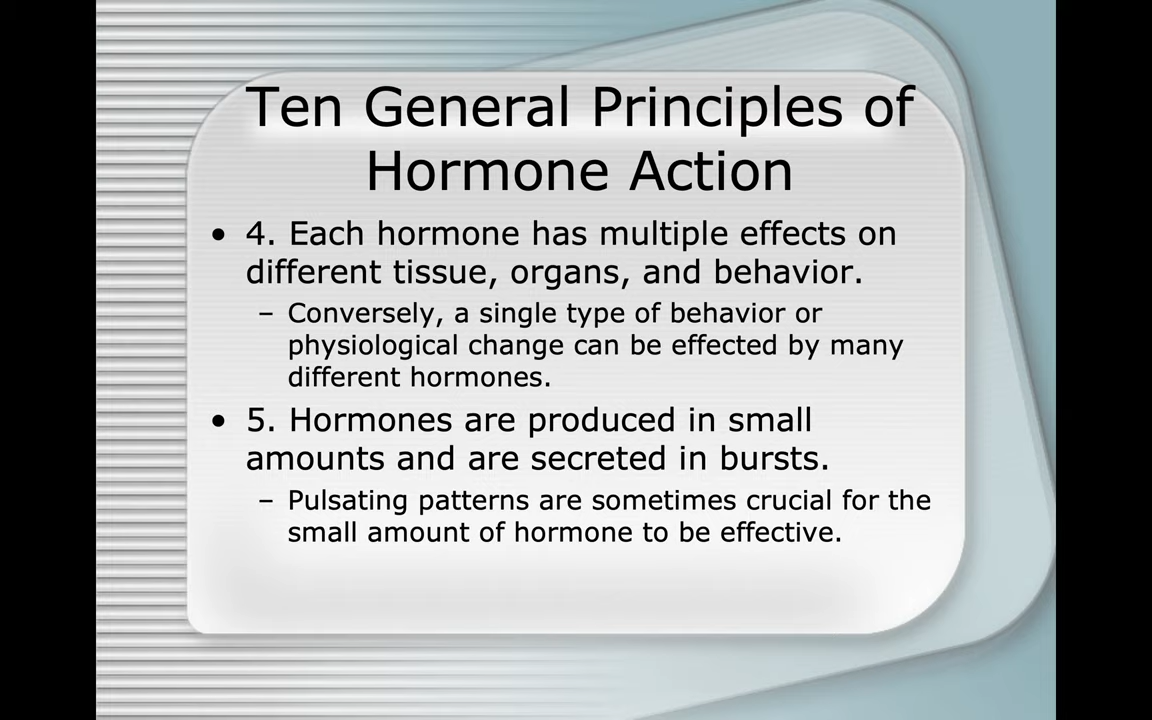 Ten General Principles of
Hormone Action
• 4. Each hormone has multiple effects on
different tissue, organs, and behavior.
– Conversely, a single type of behavior or
physiological change can be effected by many
different hormones.
• 5. Hormones are produced in small
amounts and are secreted in bursts.
– Pulsating patterns are sometimes crucial for the
small amount of hormone to be effective.